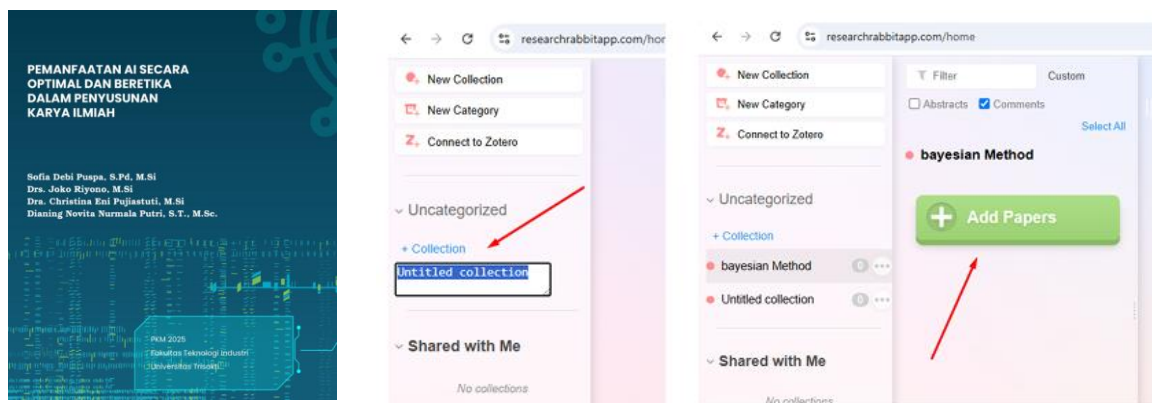 PEMANFAATAN AI SECARA
OPTIMAL DAN BERETIKA
DALAM PENYUSUNAN
KARYA ILMIAH
Sofia Debi Puspa, S.Pd, M.Si
Drs. Joko Riyono, M.Si
Dra. Christina Eni Pujiastuti, M.Si
Dianing Novita Nurmala Putri, S.T., M.Sc.
PKM 2025
Fakultas Teknologi Industri
Universitas Trisakti
researchrabbitapp.com/hor
New Collection
New Category
Connect to Zotero
Uncategorized
+ Collection
Untitled collection
Shared with Me
No collections
researchrabbitapp.com/home
New Collection
New Category
Connect to Zotero
Uncategorized
+ Collection
bayesian Method 0
Untitled collection 0
Shared with Me
No collections
Filter Custom
Abstracts Comments
Select All
bayesian Method
Add Papers